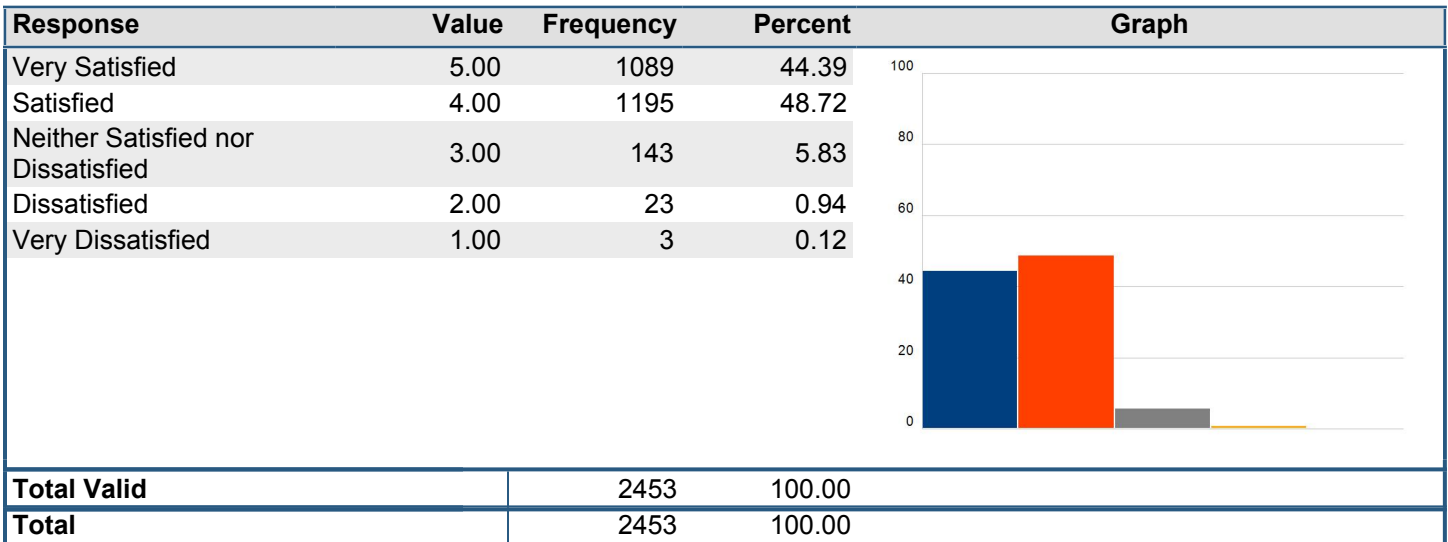 Response Value Frequency Percent Graph
Very Satisfied 5.00 1089 44.39
Satisfied 4.00 1195 48.72
Neither Satisfied nor
Dissatisfied 3.00 143 5.83
Dissatisfied 2.00 23 0.94
Very Dissatisfied 1.00 3 0.12
100
80
60
40
20
0
Total Valid 2453 100.00
Total 2453 100.00